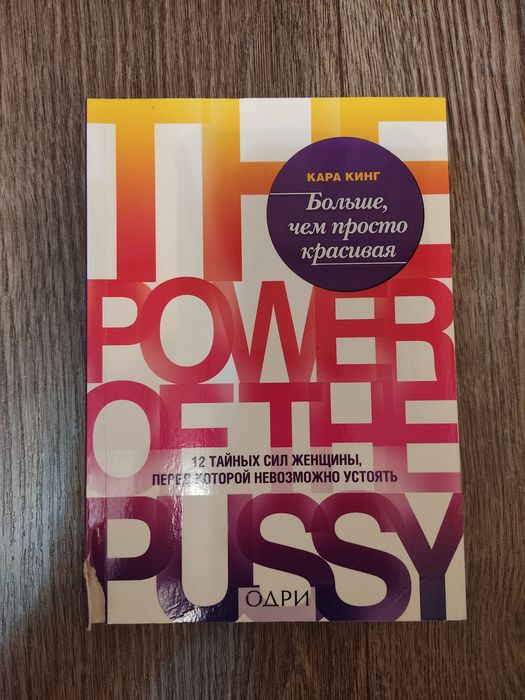 THE
КАРА КИНГ
Больше,
чем просто
красивая
POWER
OF THE
12 ТАЙНЫХ СИЛ ЖЕНЩИНЫ,
ПЕРЕД КОТОРОЙ НЕВОЗМОЖНО УСТОЯТЬ
PUSSY
ОДРИ